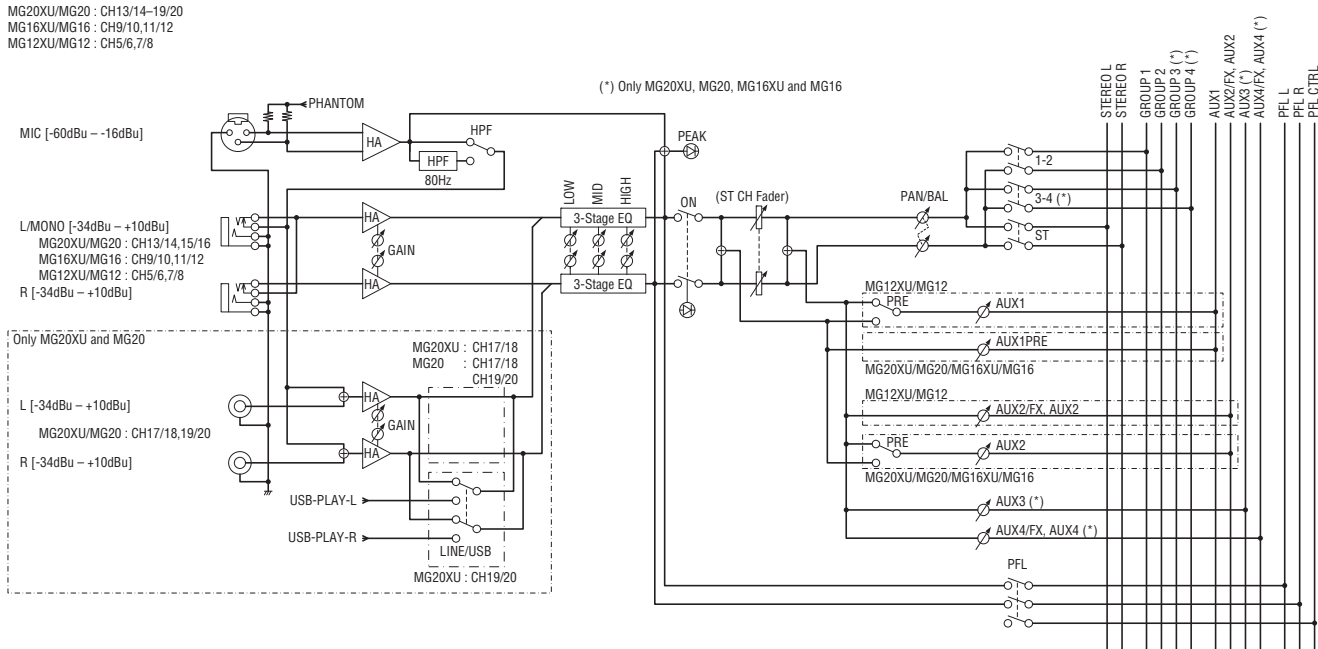 MG20XU/MG20 : CH13/14–19/20
MG16XU/MG16 : CH9/10,11/12
MG12XU/MG12 : CH5/6,7/8
(*) Only MG20XU, MG20, MG16XU and MG16
STEREO L
STEREO R
GROUP 1
GROUP 2
GROUP 3 (*)
GROUP 4 (*)
AUX1
AUX2/FX, AUX2
AUX3 (*)
AUX4/FX, AUX4 (*)
PFL L
PFL R
PFL CTRL
PHANTOM
MIC [-60dBu – -16dBu]
HA
HPF
HPF
80Hz
PEAK
LOW
MID
HIGH
ON
(ST CH Fader)
PAN/BAL
1-2
3-4 (*)
ST
L/MONO [-34dBu – +10dBu]
MG20XU/MG20 : CH13/14,15/16
MG16XU/MG16 : CH9/10,11/12
MG12XU/MG12 : CH5/6,7/8
R [-34dBu – +10dBu]
HA
GAIN
HA
3-Stage EQ
3-Stage EQ
MG12XU/MG12
PRE
AUX1
AUX1PRE
MG20XU/MG20/MG16XU/MG16
MG12XU/MG12
AUX2/FX, AUX2
PRE
AUX2
MG20XU/MG20/MG16XU/MG16
AUX3 (*)
AUX4/FX, AUX4 (*)
PFL
Only MG20XU and MG20
MG20XU : CH17/18
MG20 : CH17/18
CH19/20
L [-34dBu – +10dBu]
MG20XU/MG20 : CH17/18,19/20
R [-34dBu – +10dBu]
HA
GAIN
HA
USB-PLAY-L
USB-PLAY-R
LINE/USB
MG20XU : CH19/20